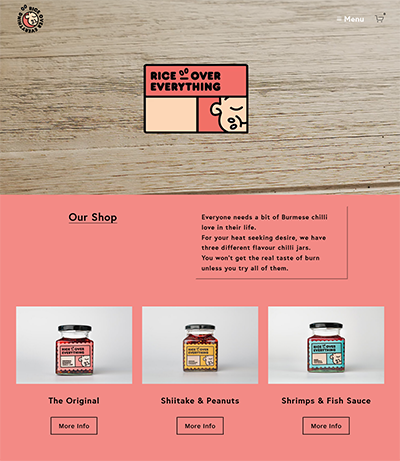 RICE OVER EVERYTHING GO
Menu
RICE GO OVER
EVERYTHING
Our Shop
Everyone needs a bit of Burmese chilli
love in their life.
For your heat seeking desire, we have
three different flavour chilli jars.
You won't get the real taste of burn
unless you try all of them.
RICE OVER
EVERYTHING
RICE OVER
EVERYTHING
RICE OVER
EVERYTHING
The Original
Shiitake & Peanuts
Shrimps & Fish Sauce
More Info
More Info
More Info